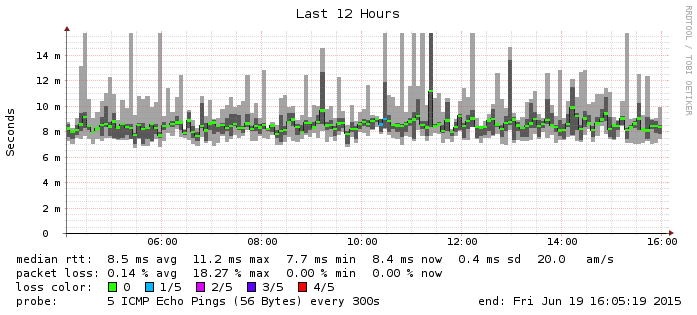 Last 12 Hours
RRDTOOL / TOBI OETIKER
Seconds
14 m
12 m
10 m
8 m
6 m
4 m
2 m
0
06:00 08:00 10:00 12:00 14:00 16:00
median rtt: 8.5 ms avg 11.2 ms max 7.7 ms min 8.4 ms now 0.4 ms sd 20.0 am/s
packet loss: 0.14 % avg 18.27 % max 0.00 % min 0.00 % now
loss color: 0 1/5 2/5 3/5 4/5
probe: 5 ICMP Echo Pings (56 Bytes) every 300s end: Fri Jun 19 16:05:19 2015